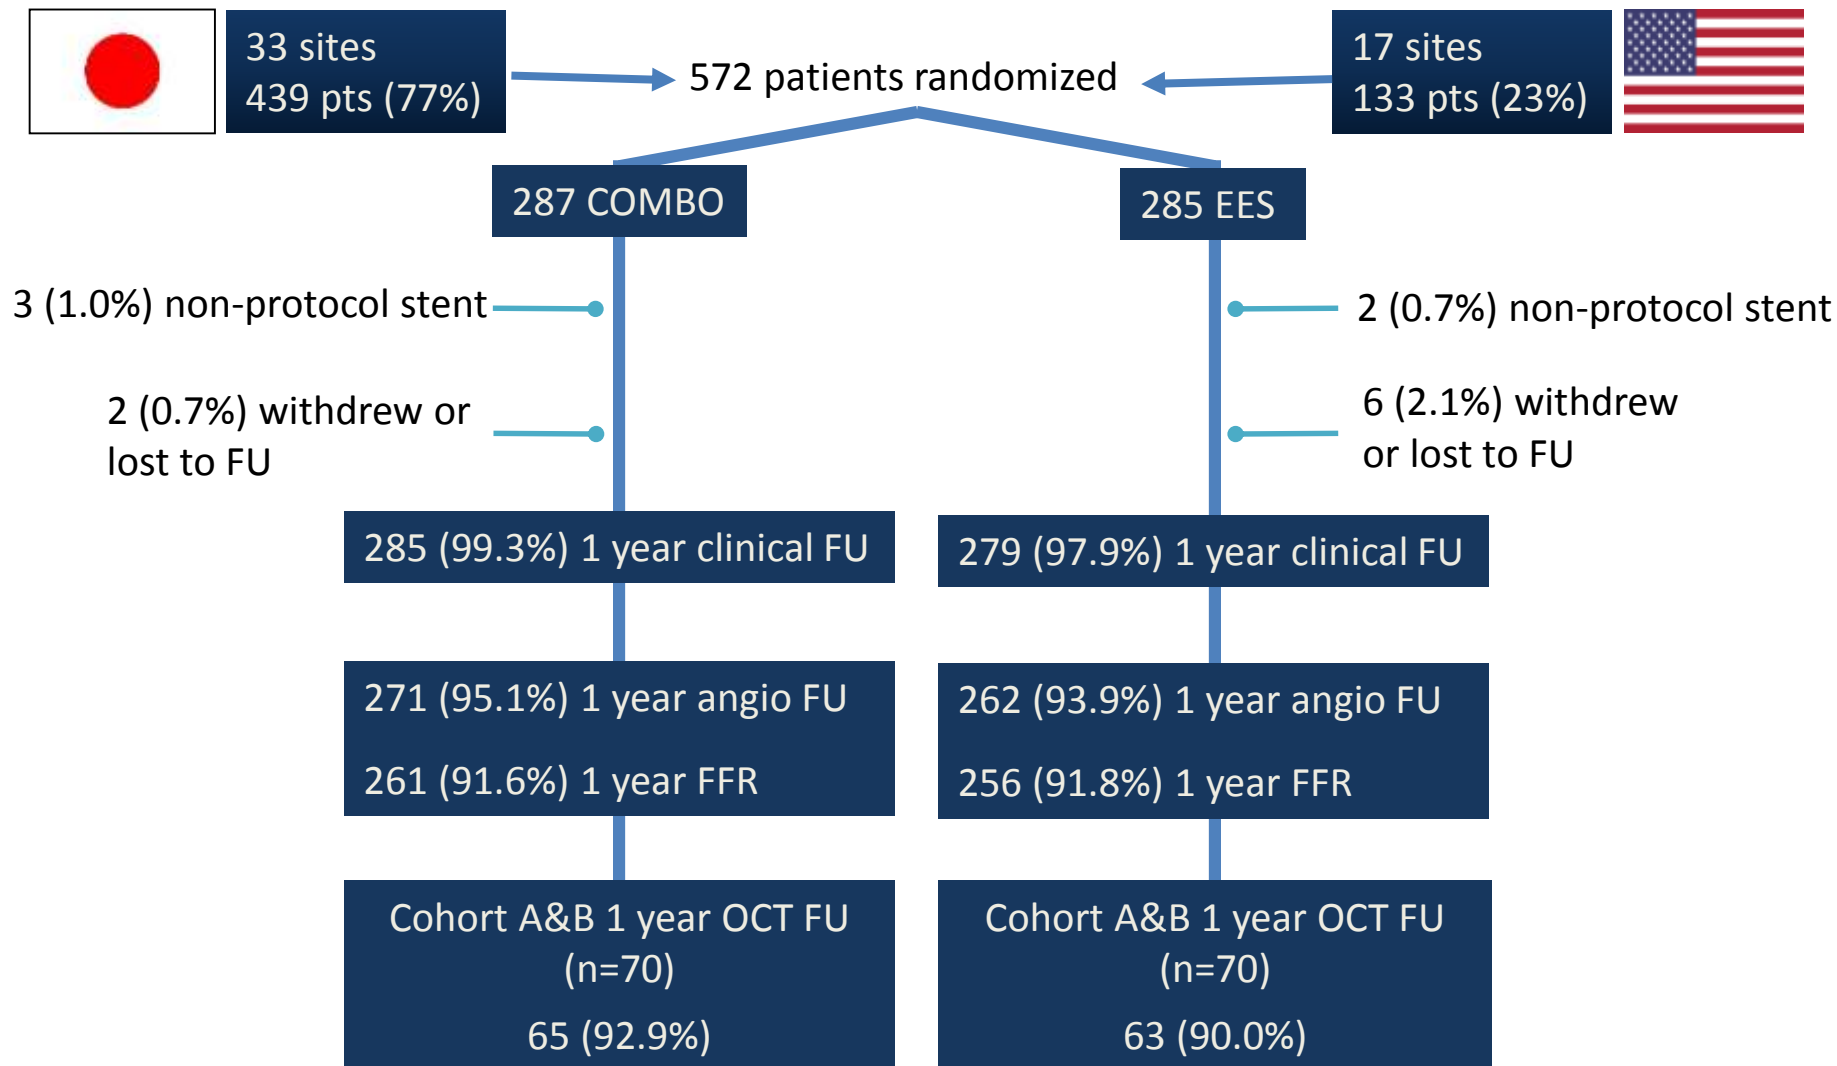 33 sites
439 pts (77%)
572 patients randomized
17 sites
133 pts (23%)
287 COMBO
285 EES
3 (1.0%) non-protocol stent
2 (0.7%) non-protocol stent
2 (0.7%) withdrew or
lost to FU
6 (2.1%) withdrew
or lost to FU
285 (99.3%) 1 year clinical FU
279 (97.9%) 1 year clinical FU
271 (95.1%) 1 year angio FU
261 (91.6%) 1 year FFR
262 (93.9%) 1 year angio FU
256 (91.8%) 1 year FFR
Cohort A&B 1 year OCT FU
(n=70)
65 (92.9%)
Cohort A&B 1 year OCT FU
(n=70)
63 (90.0%)